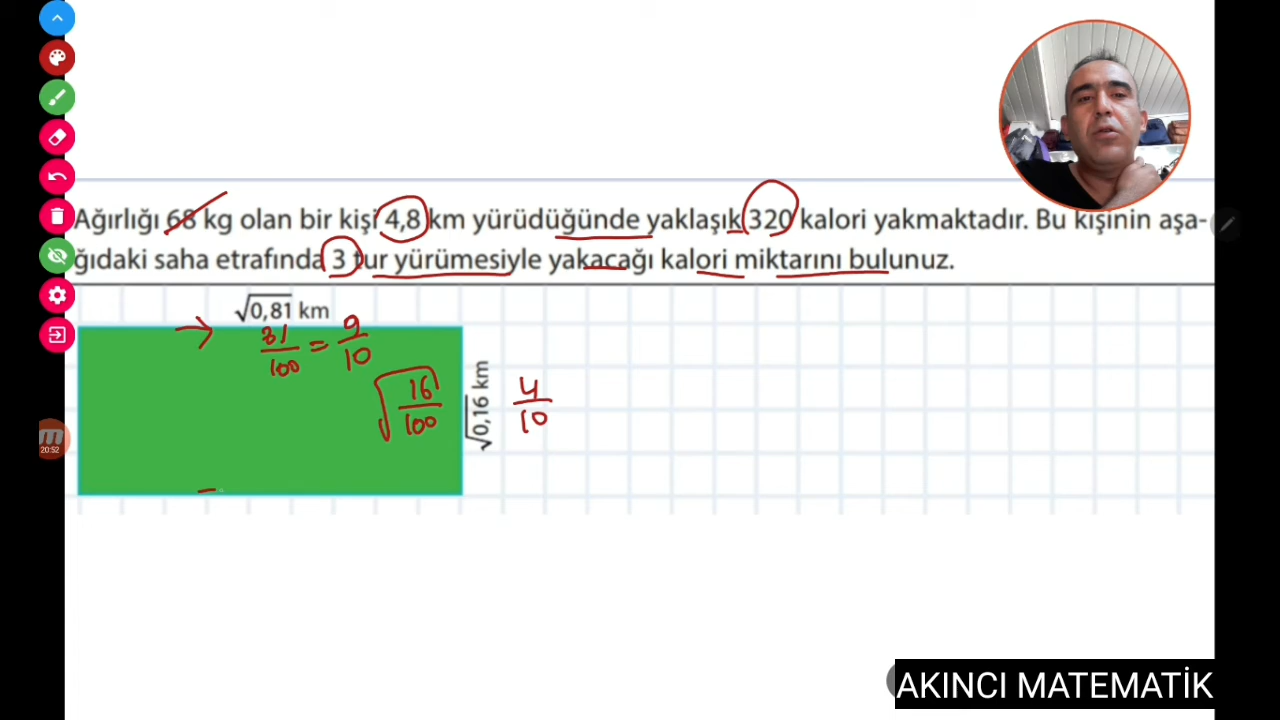 Ağırlığı 68 kg olan bir kişi 4,8 km yürüdüğünde yaklaşık 320 kalori yakmaktadır. Bu kişinin aşa-
ğıdaki saha etrafında 3 tur yürümesiyle yakacağı kalori miktarını bulunuz.
√0,81 km
81/100 = 9/10
√16/100
√0,16 km
4/10
20:52
AKINCI MATEMATİK